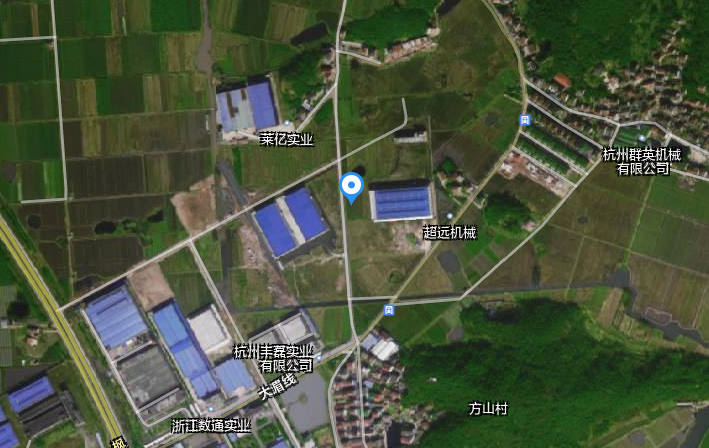 莱亿实业
杭州群英机械
有限公司
超远机械
杭州丰磊实业
有限公司
大湄线
方山村
浙江数通实业